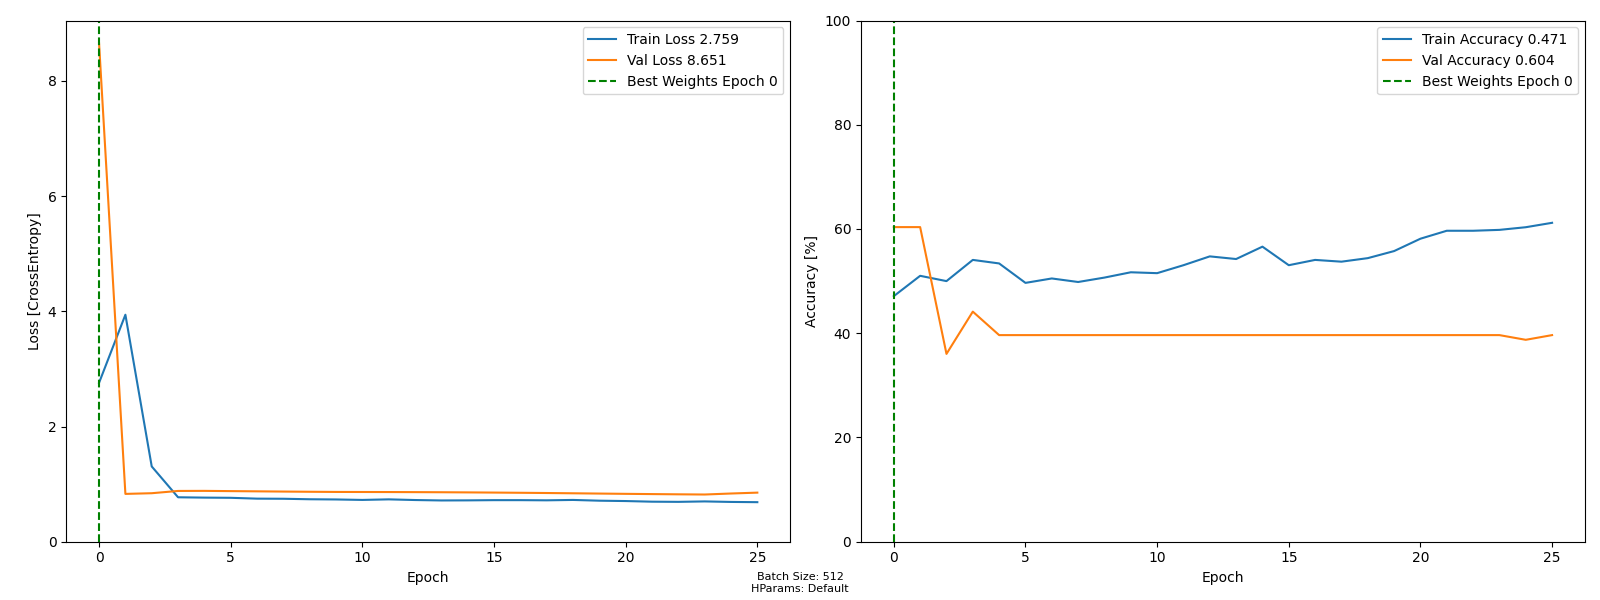 Train Loss 2.759
Val Loss 8.651
Best Weights Epoch 0
8
6
4
2
0
Loss [CrossEntropy]
0 5 10 15 20 25
Epoch
Train Accuracy 0.471
Val Accuracy 0.604
Best Weights Epoch 0
100
80
60
40
20
0
Accuracy [%]
0 5 10 15 20 25
Epoch
Batch Size: 512
HParams: Default